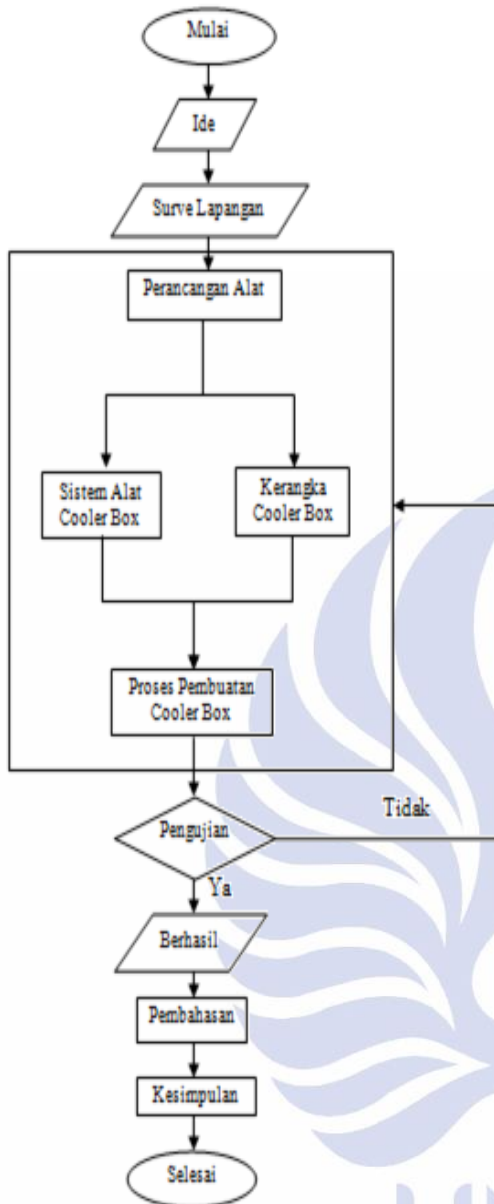 Mulai
Ide
Surve Lapangan
Perancangan Alat
Sistem Alat
Cooler Box
Kerangka
Cooler Box
Proses Pembuatan
Cooler Box
Pengujian
Tidak
Ya
Berhasil
Pembahasan
Kesimpulan
Selesai